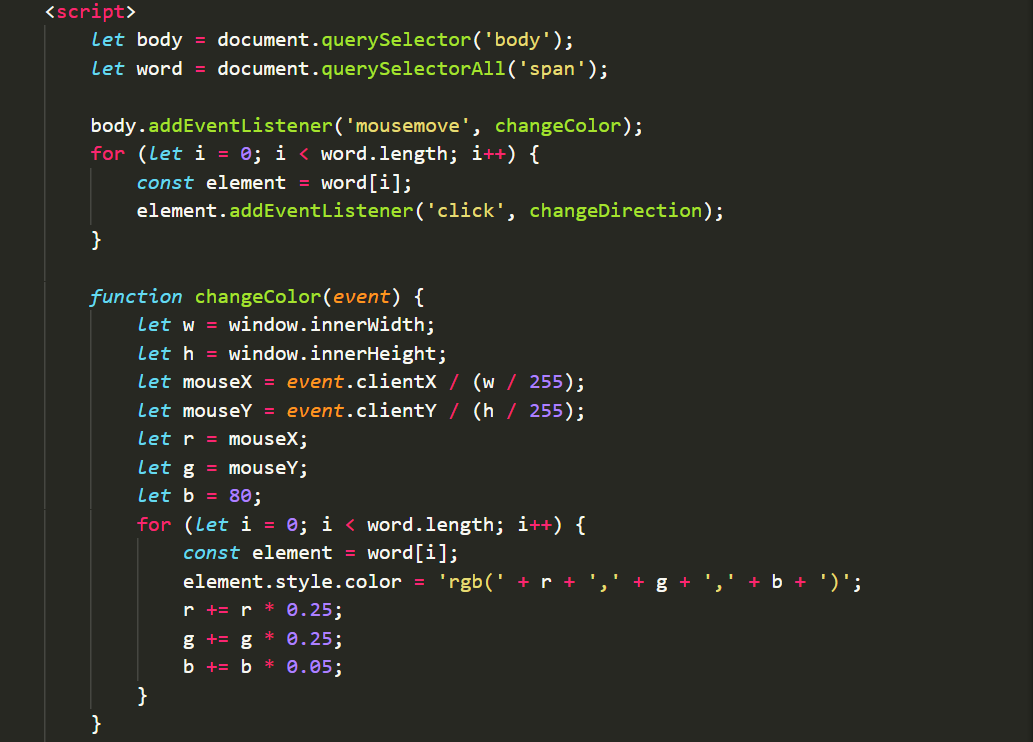 <script>
let body = document.querySelector('body');
let word = document.querySelectorAll('span');
body.addEventListener('mousemove', changeColor);
for (let i = 0; i < word.length; i++) {
const element = word[i];
element.addEventListener('click', changeDirection);
}
function changeColor(event) {
let w = window.innerWidth;
let h = window.innerHeight;
let mouseX = event.clientX / (w / 255);
let mouseY = event.clientY / (h / 255);
let r = mouseX;
let g = mouseY;
let b = 80;
for (let i = 0; i < word.length; i++) {
const element = word[i];
element.style.color = 'rgb(' + r + ',' + g + ',' + b + ')';
r += r * 0.25;
g += g * 0.25;
b += b * 0.05;
}
}